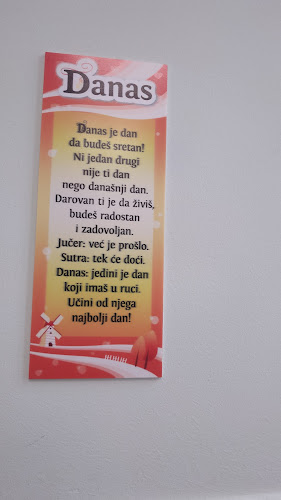 Danas
Danas je dan
da budeš sretan!
Ni jedan drugi
nije ti dan
nego današnji dan.
Darovan ti je da živiš,
budeš radostan
i zadovoljan.
Jučer: već je prošlo.
Sutra: tek će doći.
Danas: jedini je dan
koji imaš u ruci.
Učini od njega
najbolji dan!